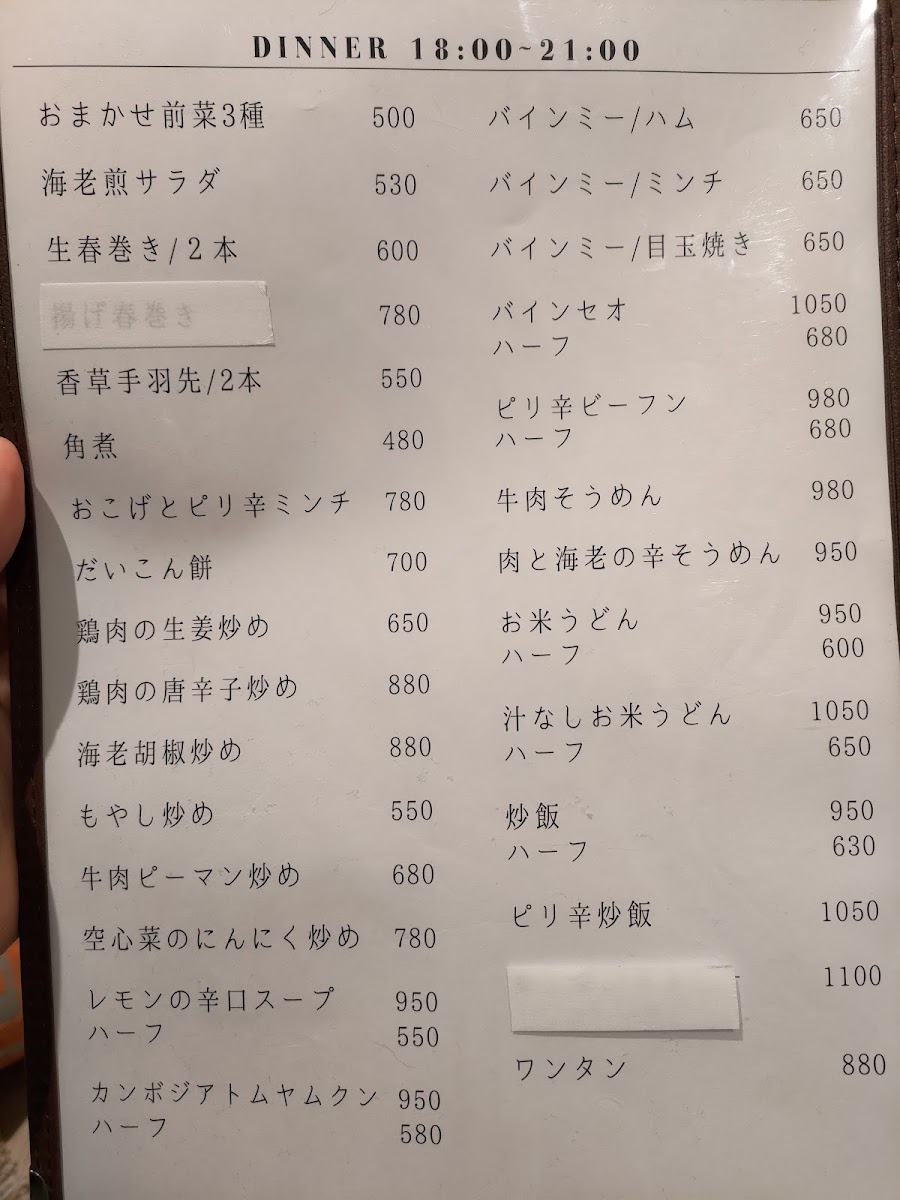 DINNER 18:00~21:00
おまかせ前菜3種 500
海老煎サラダ 530
生春巻き/２本 600
揚げ春巻き 780
香草手羽先/2本 550
角煮 480
おこげとピリ辛ミンチ 780
だいこん餅 700
鶏肉の生姜炒め 650
鶏肉の唐辛子炒め 880
海老胡椒炒め 880
もやし炒め 550
牛肉ピーマン炒め 680
空心菜のにんにく炒め 780
レモンの辛口スープ 950
ハーフ 550
カンボジアトムヤムクン 950
ハーフ 580
バインミー/ハム 650
バインミー/ミンチ 650
バインミー/目玉焼き 650
バインセオ 1050
ハーフ 680
ピリ辛ビーフン 980
ハーフ 680
牛肉そうめん 980
肉と海老の辛そうめん 950
お米うどん 950
ハーフ 600
汁なしお米うどん 1050
ハーフ 650
炒飯 950
ハーフ 630
ピリ辛炒飯 1050
1100
ワンタン 880